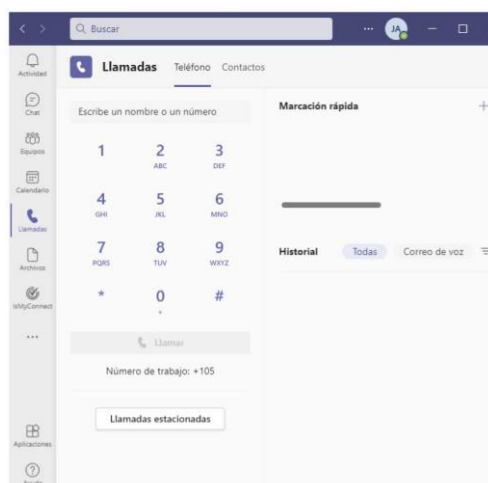 Buscar
JA
Actividad
Chat
Equipos
Calendario
Llamadas
Archivos
isMyConnect
Aplicaciones
Ayuda
Llamadas Teléfono Contactos
Escribe un nombre o un número
1 2 3
ABC DEF
4 5 6
GHI JKL MNO
7 8 9
PQRS TUV WXYZ
* 0 #
+
Llamar
Número de trabajo: +105
Llamadas estacionadas
Marcación rápida
Historial Todas Correo de voz